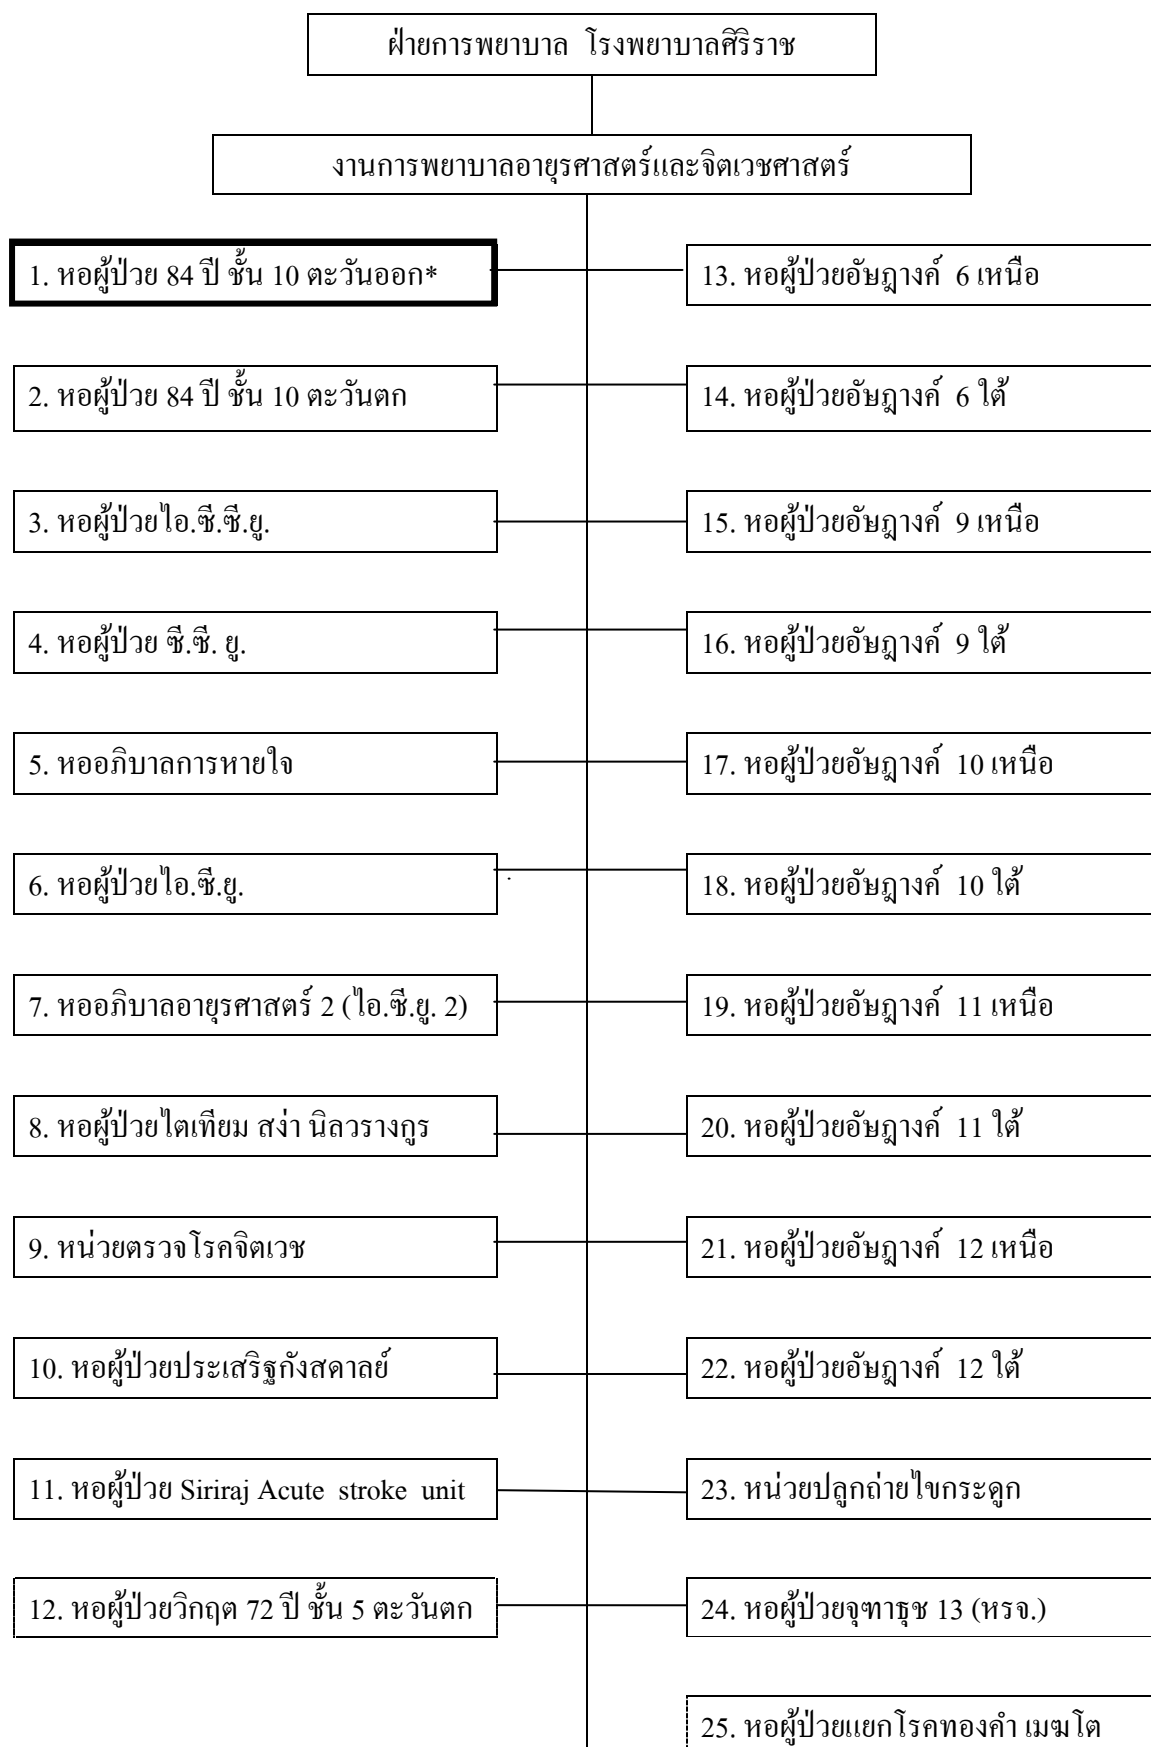 ฝ่ายการพยาบาล โรงพยาบาลศิริราช
งานการพยาบาลอายุรศาสตร์และจิตเวชศาสตร์
1. หอผู้ป่วย 84 ปี ชั้น 10 ตะวันออก*
2. หอผู้ป่วย 84 ปี ชั้น 10 ตะวันตก
3. หอผู้ป่วยไอ.ซี.ซี.ยู.
4. หอผู้ป่วย ซี.ซี. ยู.
5. หออภิบาลการหายใจ
6. หอผู้ป่วยไอ.ซี.ยู.
7. หออภิบาลอายุรศาสตร์ 2 (ไอ.ซี.ยู. 2)
8. หอผู้ป่วยไตเทียม สง่า นิลวรางกูร
9. หน่วยตรวจโรคจิตเวช
10. หอผู้ป่วยประเสริฐกังสดาลย์
11. หอผู้ป่วย Siriraj Acute stroke unit
12. หอผู้ป่วยวิกฤต 72 ปี ชั้น 5 ตะวันตก
13. หอผู้ป่วยอัษฎางค์ 6 เหนือ
14. หอผู้ป่วยอัษฎางค์ 6 ใต้
15. หอผู้ป่วยอัษฎางค์ 9 เหนือ
16. หอผู้ป่วยอัษฎางค์ 9 ใต้
17. หอผู้ป่วยอัษฎางค์ 10 เหนือ
18. หอผู้ป่วยอัษฎางค์ 10 ใต้
19. หอผู้ป่วยอัษฎางค์ 11 เหนือ
20. หอผู้ป่วยอัษฎางค์ 11 ใต้
21. หอผู้ป่วยอัษฎางค์ 12 เหนือ
22. หอผู้ป่วยอัษฎางค์ 12 ใต้
23. หน่วยปลูกถ่ายไขกระดูก
24. หอผู้ป่วยจุฑาธุช 13 (หรจ.)
25. หอผู้ป่วยแยกโรคทองคำ เมฆโต